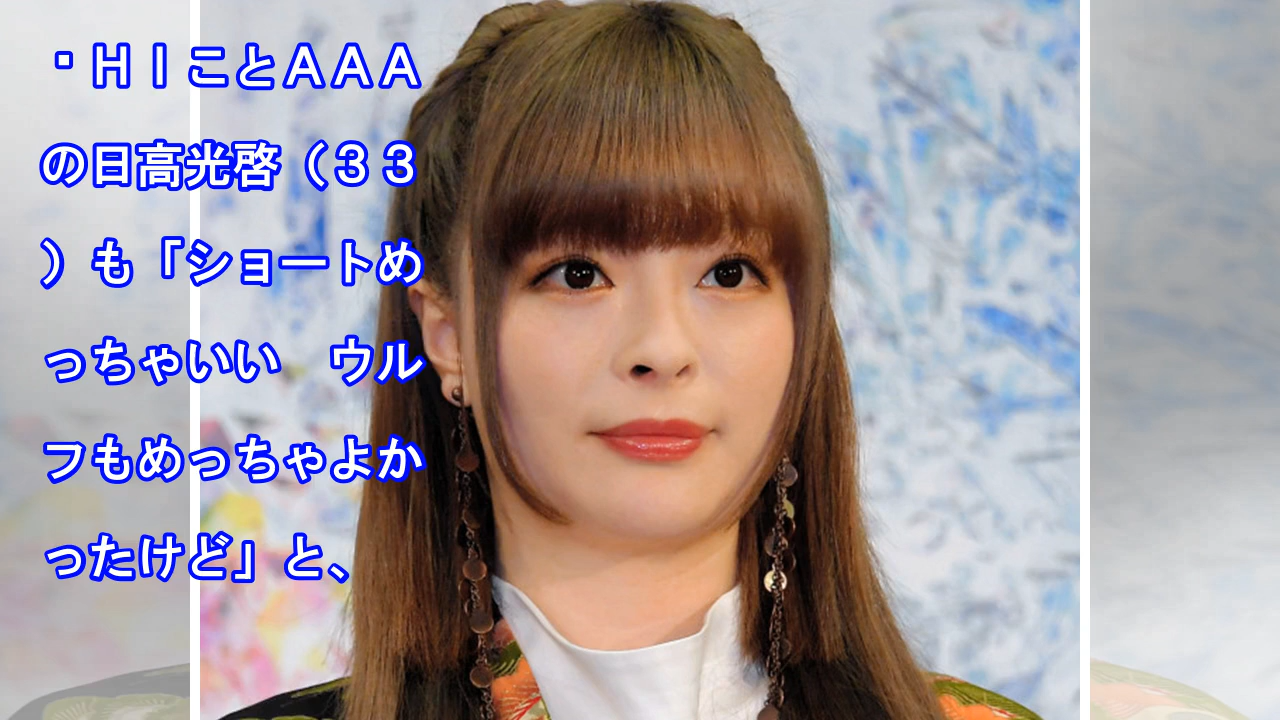 ・ＨＩことＡＡＡ
の日高光啓（３３
）も「ショートめ
っちゃいい　ウル
フもめっちゃよか
ったけど」と、